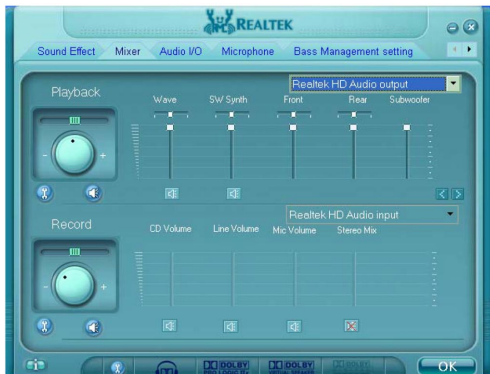 REALTEK
Sound Effect Mixer Audio I/O Microphone Bass Management setting
Realtek HD Audio output
Playback
Wave SW Synth Front Rear Subwoofer
- +
Realtek HD Audio input
Record
CD Volume Line Volume Mic Volume Stereo Mix
- +
DOLBY DOLBY DOLBY
OK